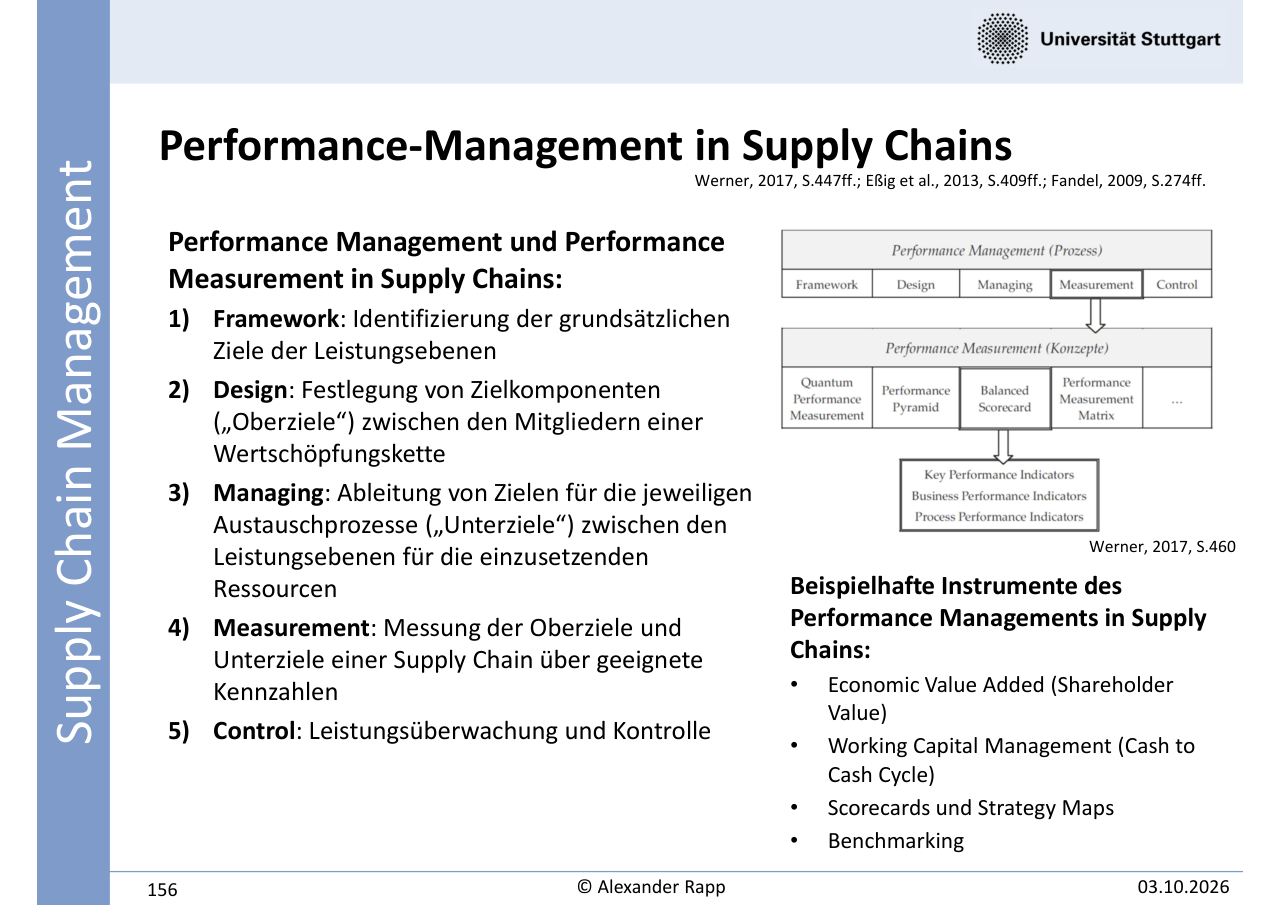 Universität Stuttgart
Supply Chain Management
Performance-Management in Supply Chains
Werner, 2017, S.447ff.; Eßig et al., 2013, S.409ff.; Fandel, 2009, S.274ff.
Performance Management und Performance
Measurement in Supply Chains:
1) Framework: Identifizierung der grundsätzlichen
Ziele der Leistungsebenen
2) Design: Festlegung von Zielkomponenten
(„Oberziele“) zwischen den Mitgliedern einer
Wertschöpfungskette
3) Managing: Ableitung von Zielen für die jeweiligen
Austauschprozesse („Unterziele“) zwischen den
Leistungsebenen für die einzusetzenden
Ressourcen
4) Measurement: Messung der Oberziele und
Unterziele einer Supply Chain über geeignete
Kennzahlen
5) Control: Leistungsüberwachung und Kontrolle
Performance Management (Prozess)
Framework Design Managing Measurement Control
Performance Measurement (Konzepte)
Quantum
Performance
Measurement
Performance
Pyramid
Balanced
Scorecard
Performance
Measurement
Matrix
...
Key Performance Indicators
Business Performance Indicators
Process Performance Indicators
Werner, 2017, S.460
Beispielhafte Instrumente des
Performance Managements in Supply
Chains:
• Economic Value Added (Shareholder
Value)
• Working Capital Management (Cash to
Cash Cycle)
• Scorecards und Strategy Maps
• Benchmarking
156
© Alexander Rapp
03.10.2026